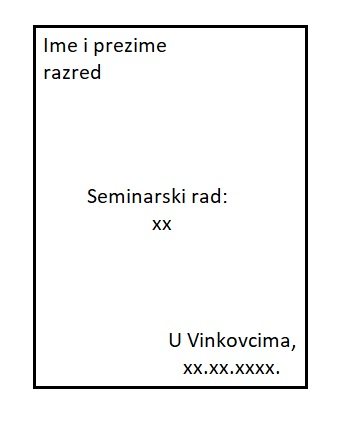 Ime i prezime
razred
Seminarski rad:
xx
U Vinkovcima,
xx.xx.xxxx.